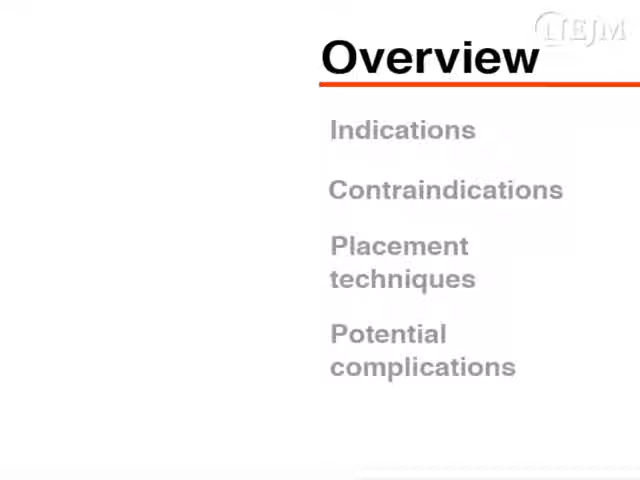 NEJM
Overview
Indications
Contraindications
Placement
techniques
Potential
complications